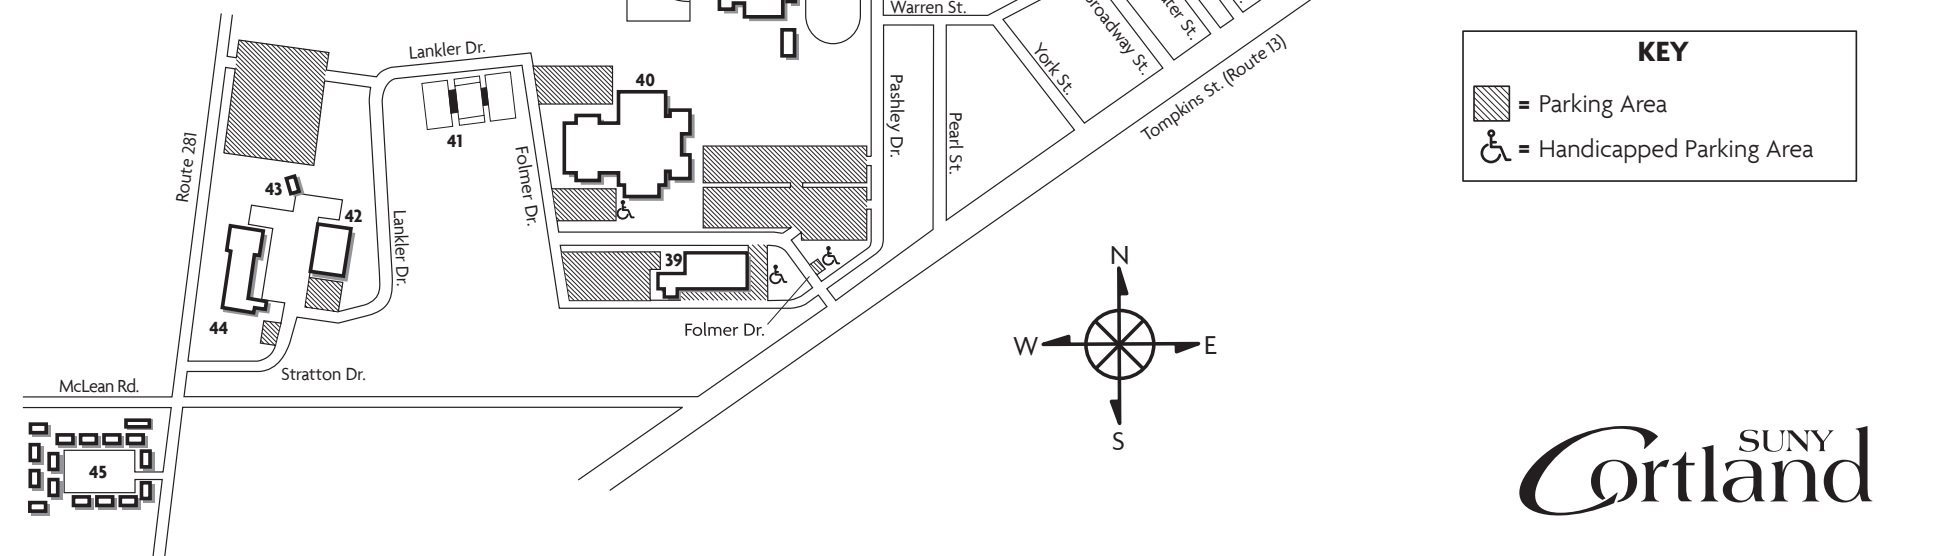 Warren St.
Broadway St.
ter St.
York St.
Tompkins St. (Route 13)
Lankler Dr.
40
41
Pashley Dr.
Pearl St.
Route 281
Folmer Dr.
43
42
Lankler Dr.
39
44
Folmer Dr.
Stratton Dr.
McLean Rd.
45
N
W
E
S
KEY
= Parking Area
= Handicapped Parking Area
SUNY
Cortland